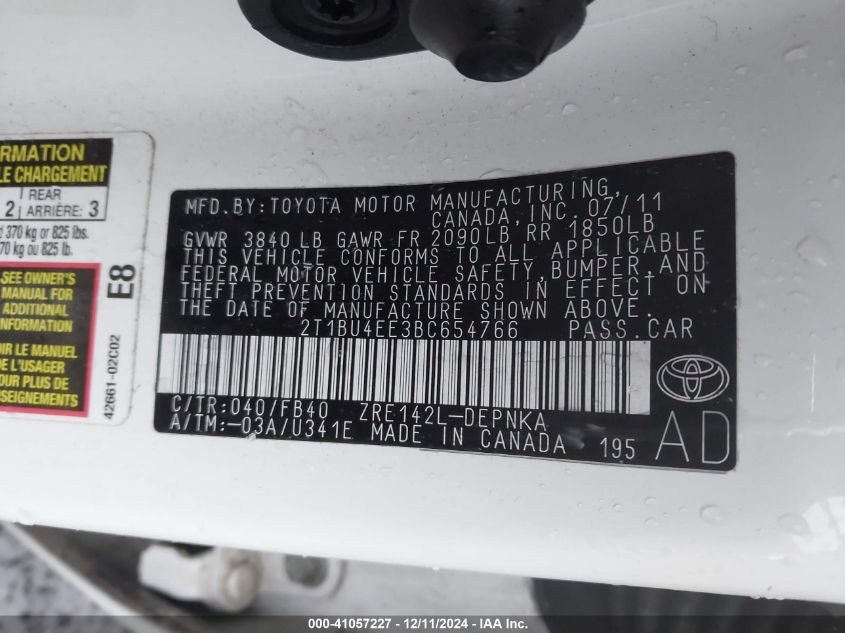 RMATION
LE CHARGEMENT
2 | REAR ARRIÈRE: 3
370 kg or 825 lbs.
70 kg ou 825 lb.
SEE OWNER'S
MANUAL FOR
ADDITIONAL
INFORMATION
IR LE MANUEL
DE L'USAGER
POUR PLUS DE
NSEIGNEMENTS
E8
42661-02C02
MFD. BY: TOYOTA MOTOR MANUFACTURING,
CANADA, INC. 07/11
GVWR 3840 LB GAWR FR 2090LB RR 1850LB
THIS VEHICLE CONFORMS TO ALL APPLICABLE
FEDERAL MOTOR VEHICLE SAFETY, BUMPER, AND
THEFT PREVENTION STANDARDS IN EFFECT ON
THE DATE OF MANUFACTURE SHOWN ABOVE.
2T1BU4EE3BC654766 PASS. CAR
C/TR: 040/FB40 ZRE142L-DEPNKA
A/TM: -03A/U341E MADE IN CANADA 195
AD
000-41057227 - 12/11/2024 - IAA Inc.